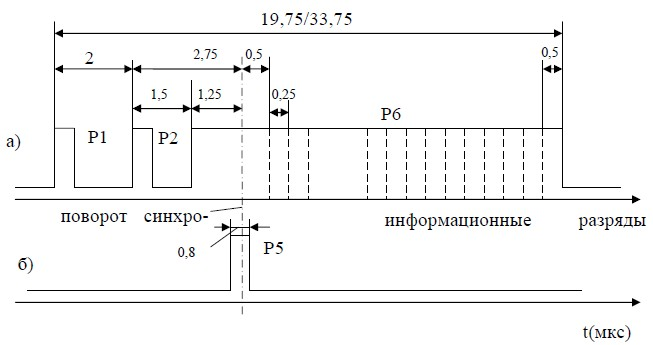 19,75/33,75
2
2,75
0,5
0,5
1,5
1,25
0,25
P1
P2
P6
а)
поворот синхро- информационные разряды
0,8
P5
б)
t(мкс)